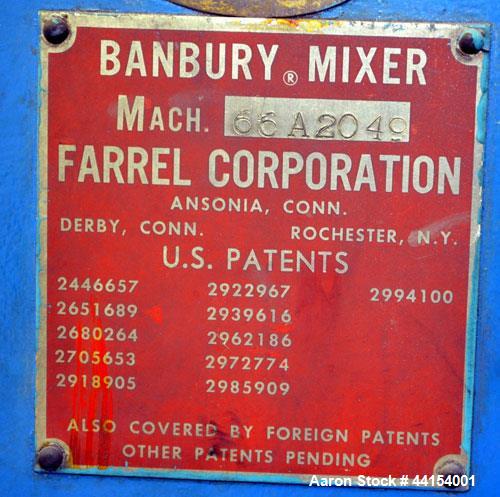 BANBURY® MIXER
MACH. 66A2049
FARREL CORPORATION
ANSONIA, CONN.
DERBY, CONN. ROCHESTER, N.Y.
U.S. PATENTS
2446657 2922967 2994100
2651689 2939616
2680264 2962186
2705653 2972774
2918905 2985909
ALSO COVERED BY FOREIGN PATENTS
OTHER PATENTS PENDING
Aaron Stock # 44154001